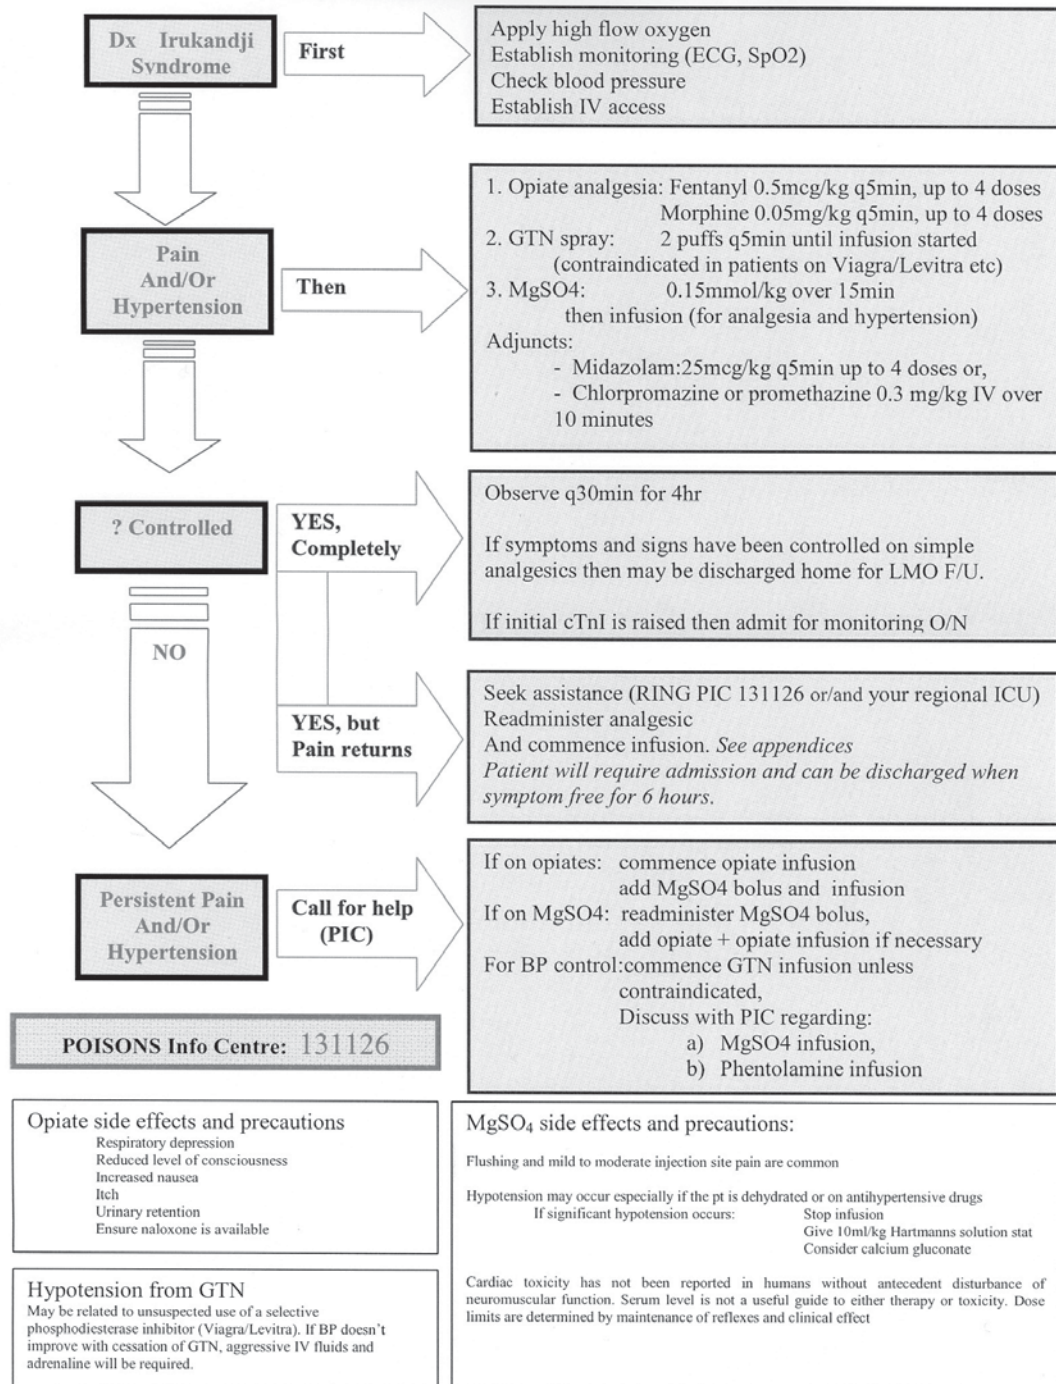 Dx Irukandji
Syndrome
First
Apply high flow oxygen
Establish monitoring (ECG, SpO2)
Check blood pressure
Establish IV access
Pain
And/Or
Hypertension
Then
1. Opiate analgesia: Fentanyl 0.5mcg/kg q5min, up to 4 doses
Morphine 0.05mg/kg q5min, up to 4 doses
2. GTN spray: 2 puffs q5min until infusion started
(contraindicated in patients on Viagra/Levitra etc)
3. MgSO4: 0.15mmol/kg over 15min
then infusion (for analgesia and hypertension)
Adjuncts:
- Midazolam:25mcg/kg q5min up to 4 doses or,
- Chlorpromazine or promethazine 0.3 mg/kg IV over
10 minutes
? Controlled
YES,
Completely
Observe q30min for 4hr
If symptoms and signs have been controlled on simple
analgesics then may be discharged home for LMO F/U.
If initial cTnI is raised then admit for monitoring O/N
NO
YES, but
Pain returns
Seek assistance (RING PIC 131126 or/and your regional ICU)
Readminister analgesic
And commence infusion. See appendices
Patient will require admission and can be discharged when
symptom free for 6 hours.
Persistent Pain
And/Or
Hypertension
Call for help
(PIC)
If on opiates: commence opiate infusion
add MgSO4 bolus and infusion
If on MgSO4: readminister MgSO4 bolus,
add opiate + opiate infusion if necessary
For BP control:commence GTN infusion unless
contraindicated,
Discuss with PIC regarding:
a) MgSO4 infusion,
b) Phentolamine infusion
POISONS Info Centre: 131126
Opiate side effects and precautions
Respiratory depression
Reduced level of consciousness
Increased nausea
Itch
Urinary retention
Ensure naloxone is available
Hypotension from GTN
May be related to unsuspected use of a selective
phosphodiesterase inhibitor (Viagra/Levitra). If BP doesn't
improve with cessation of GTN, aggressive IV fluids and
adrenaline will be required.
MgSO₄ side effects and precautions:
Flushing and mild to moderate injection site pain are common
Hypotension may occur especially if the pt is dehydrated or on antihypertensive drugs
If significant hypotension occurs: Stop infusion
Give 10ml/kg Hartmanns solution stat
Consider calcium gluconate
Cardiac toxicity has not been reported in humans without antecedent disturbance of
neuromuscular function. Serum level is not a useful guide to either therapy or toxicity. Dose
limits are determined by maintenance of reflexes and clinical effect